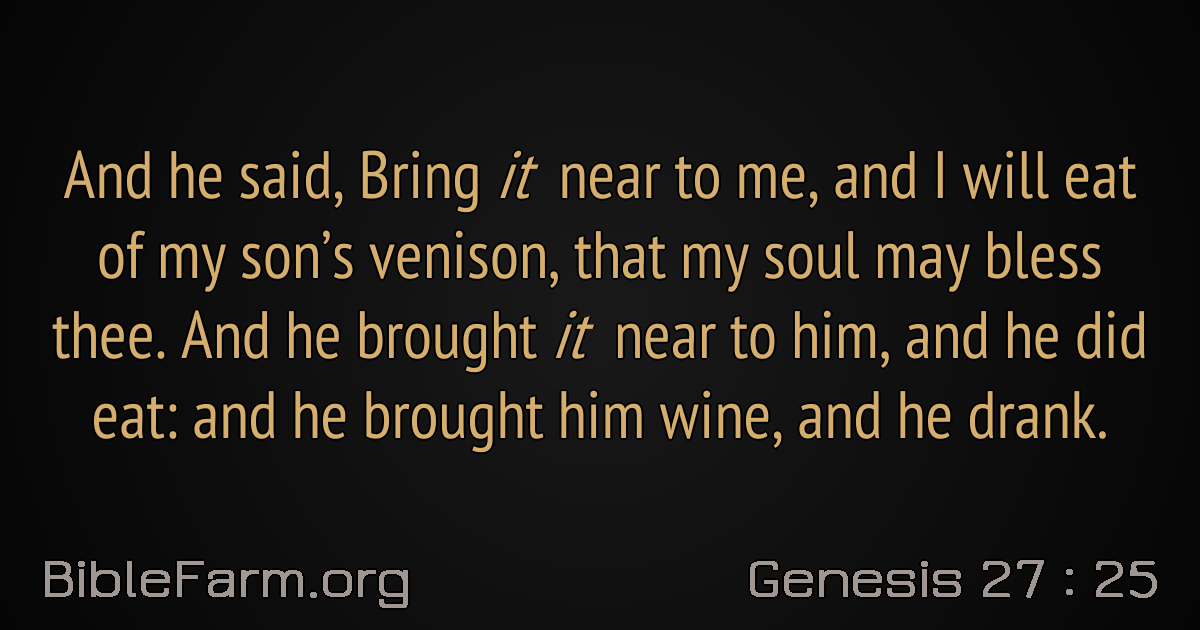 And he said, Bring it near to me, and I will eat
of my son’s venison, that my soul may bless
thee. And he brought it near to him, and he did
eat: and he brought him wine, and he drank.
BibleFarm.org
Genesis 27 : 25